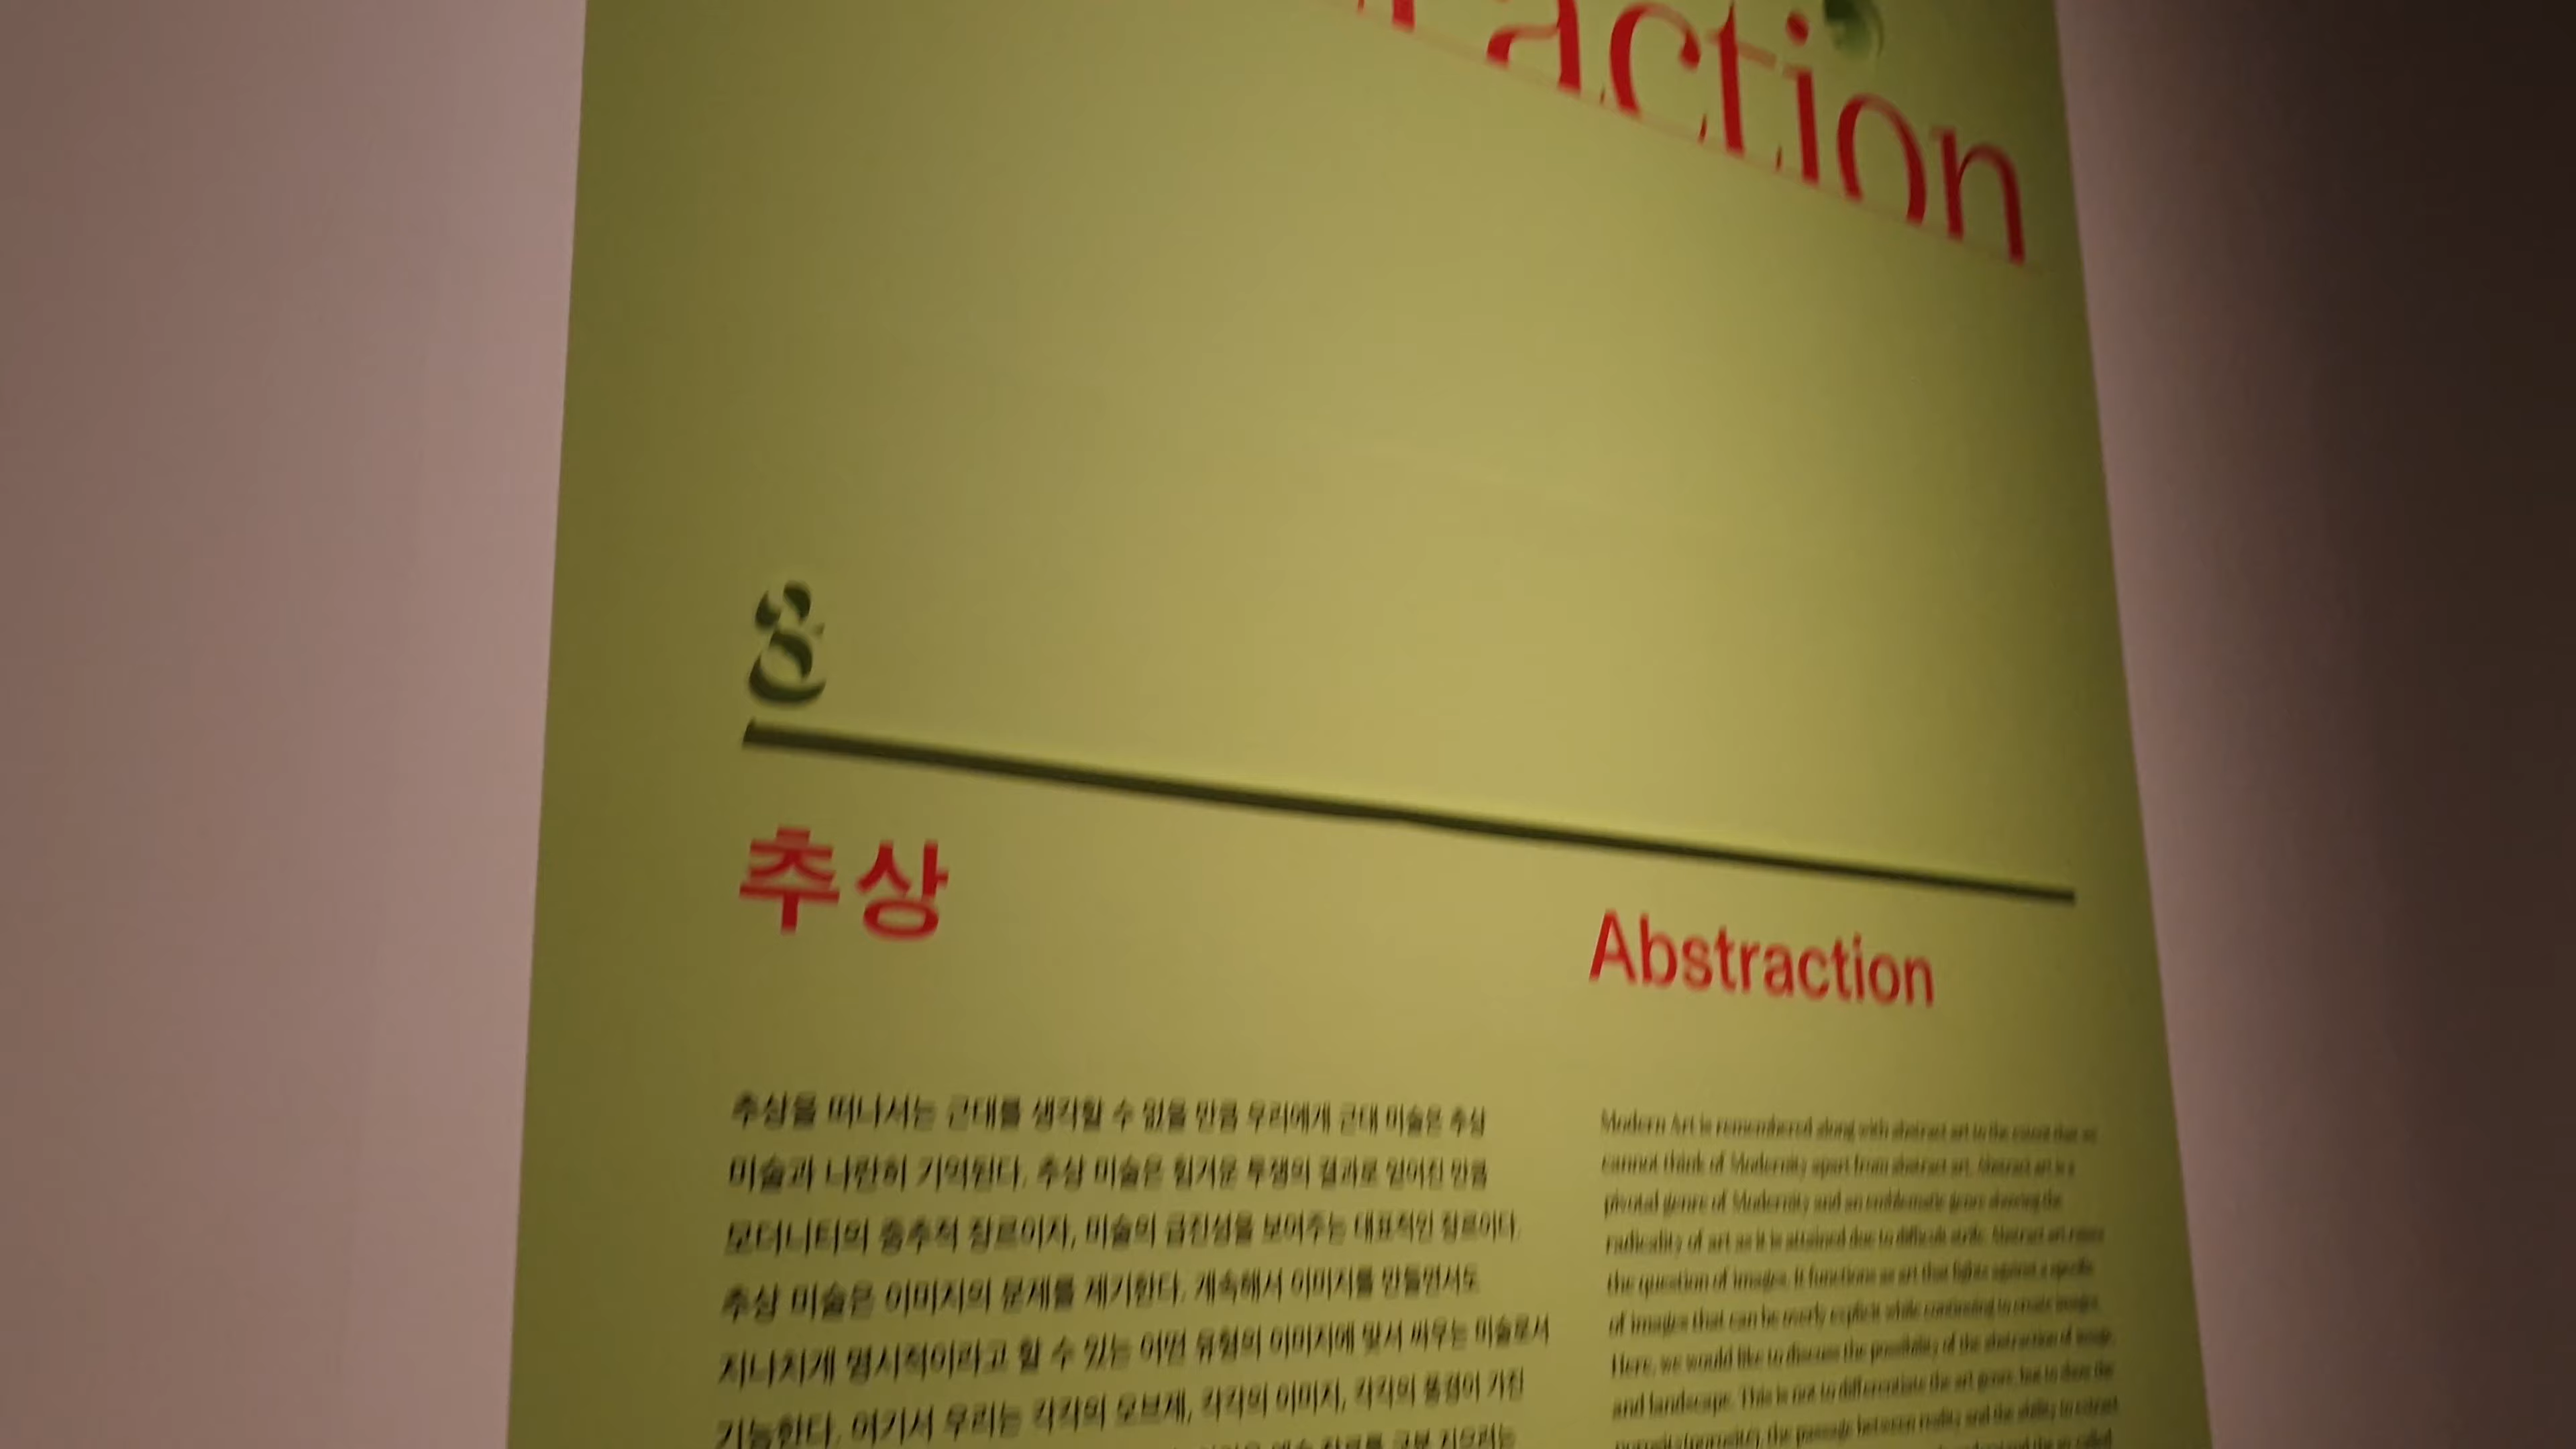 action
8
추상
Abstraction
추상을 떠나서는 근대를 생각할 수 없을 만큼 우리에게 근대 미술은 추상
미술과 나란히 기억된다. 추상 미술은 힘겨운 투쟁의 결과로 얻어진 만큼
모더니티의 중추적 장르이자, 미술의 급진성을 보여주는 대표적인 장르이다.
추상 미술은 이미지의 문제를 제기한다. 계속해서 이미지를 만들면서도
지나치게 명시적이라고 할 수 있는 어떤 유형의 이미지에 맞서 싸우는 미술로서
기능한다. 여기서 우리는 각각의 오브제, 각각의 이미지, 각각의 풍경이 가진
Modern Art is remembered along with abstract art to the extent that we
cannot think of Modernity apart from abstract art. Abstract art is a
pivotal genre of Modernity and an emblematic genre showing the
radicality of art as it is attained due to difficult strife. Abstract art raises
the question of images. It functions as art that fights against a specific
of images that can be overly explicit while continuing to create images.
Here, we would like to discuss the possibility of the abstraction of image,
and landscape. This is not to differentiate the art genre, but to show the
the passage between reality and the ability to extract